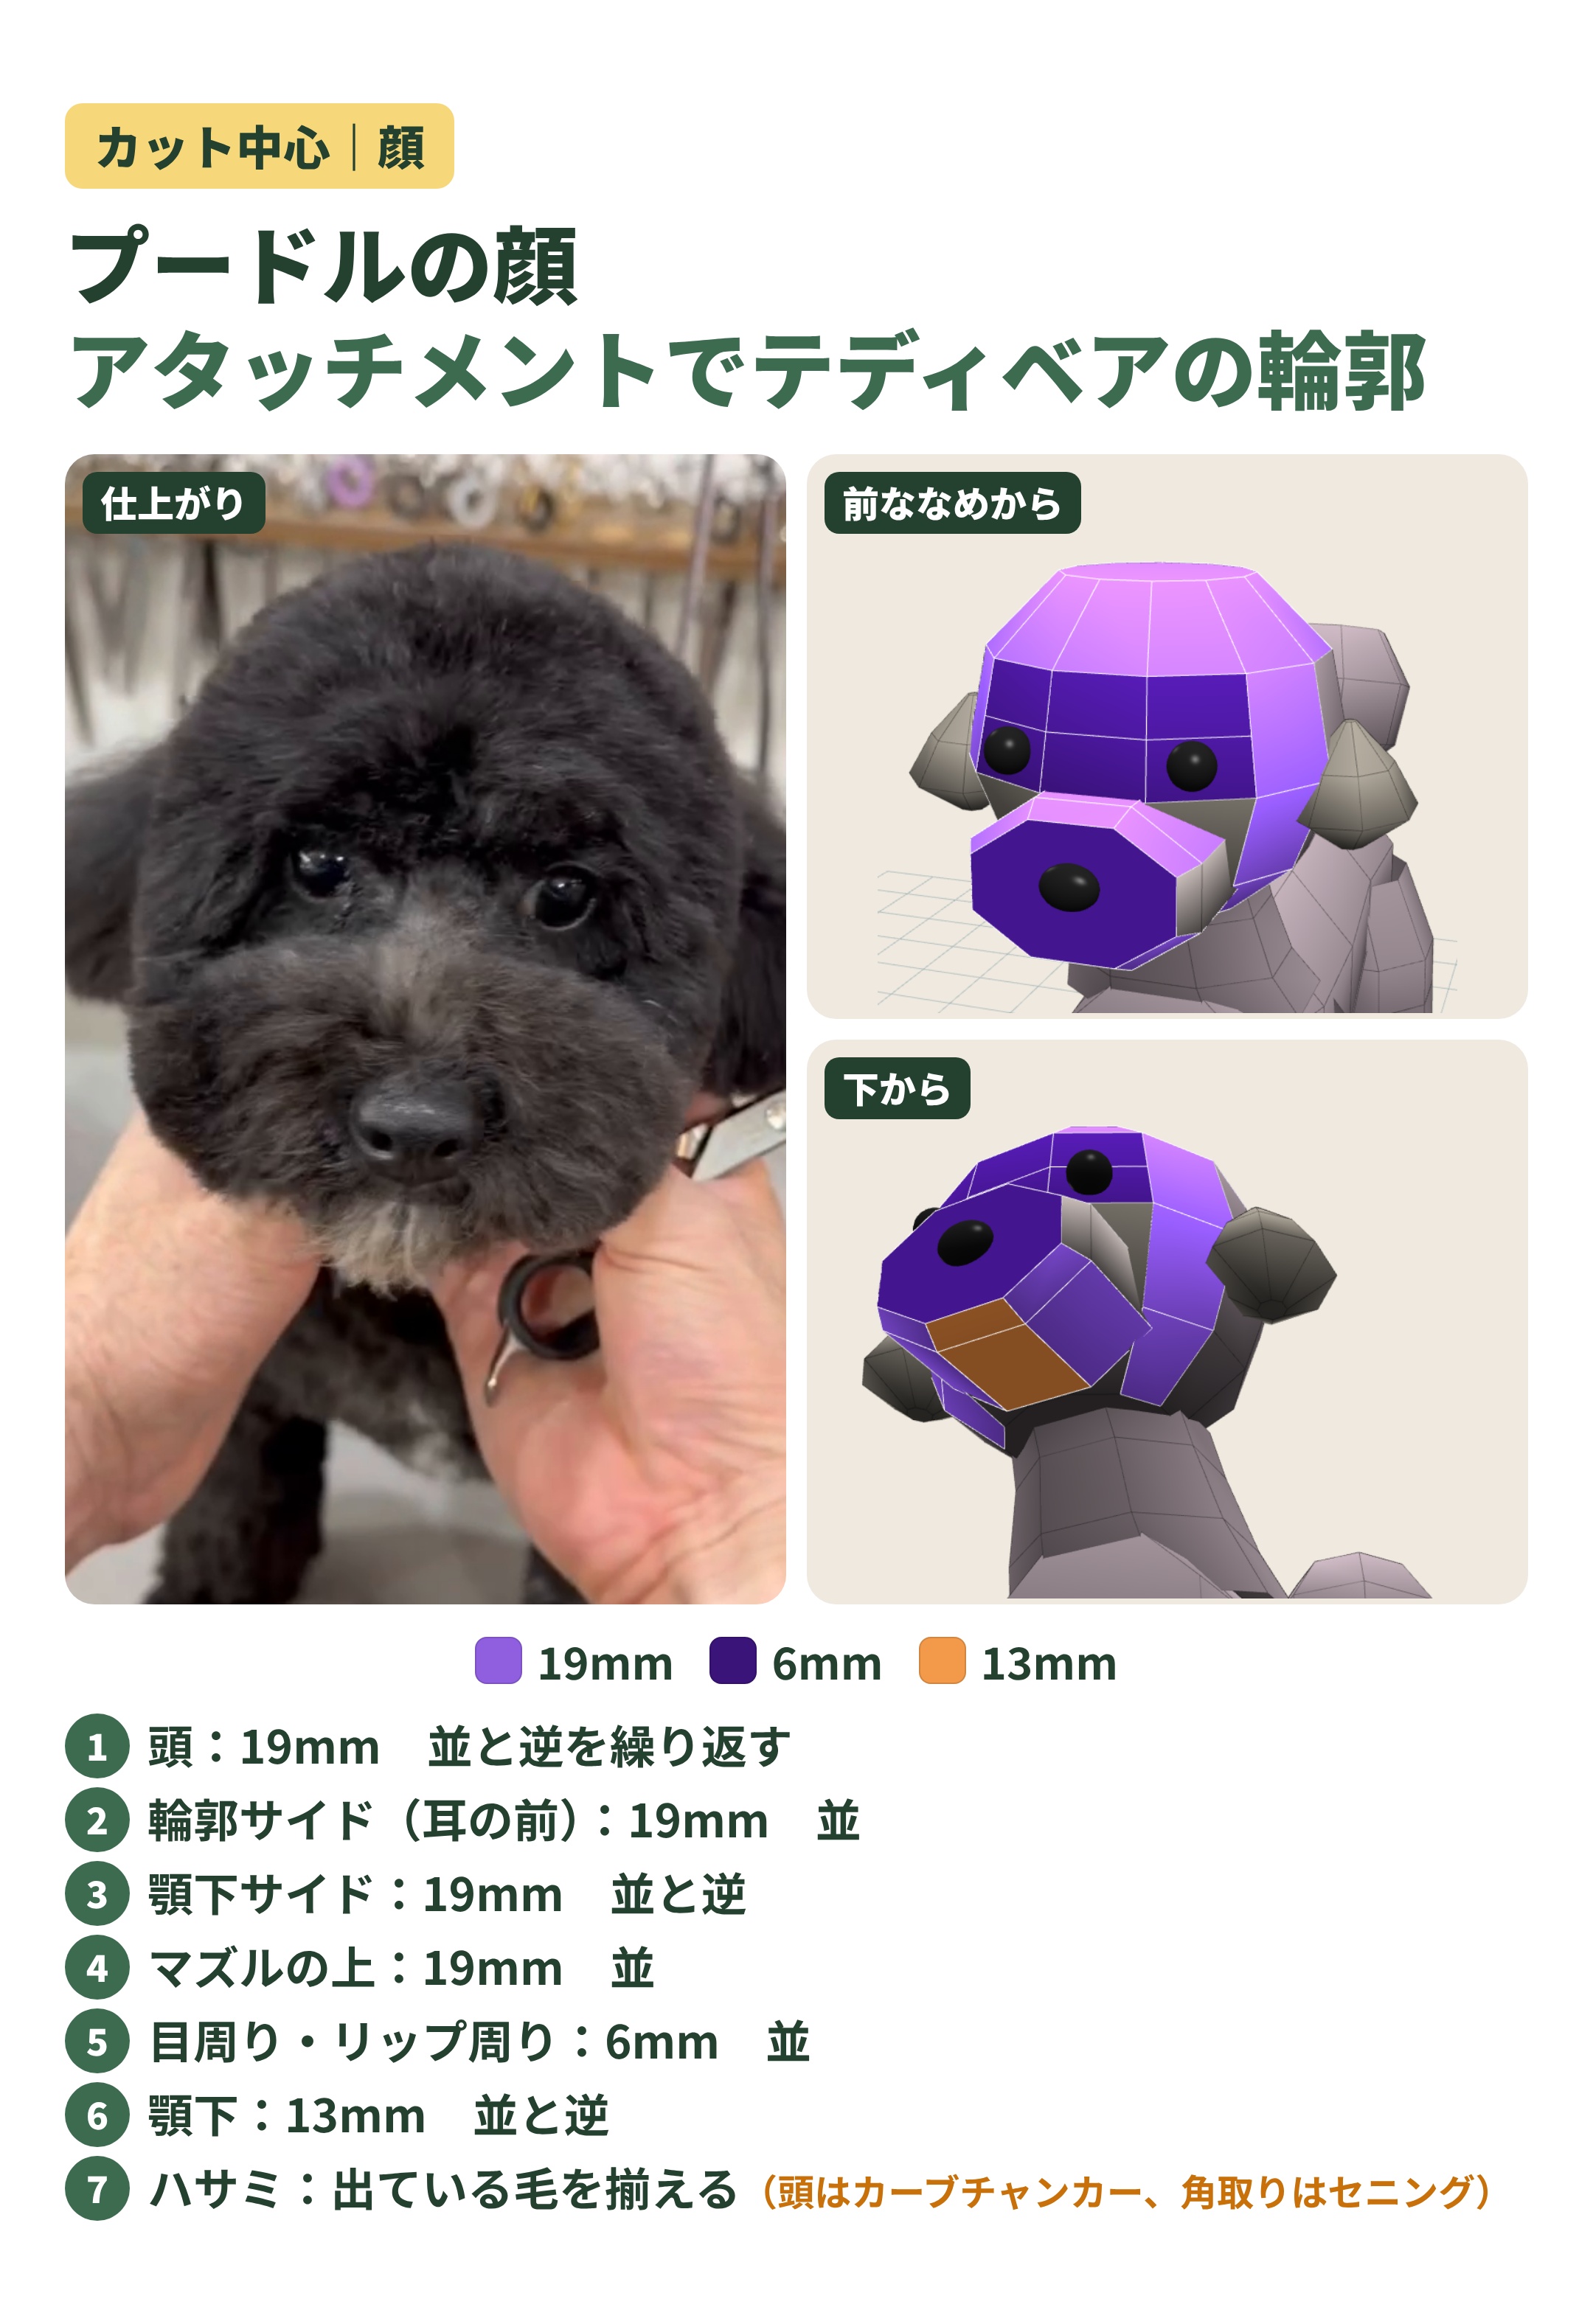 カット中心｜顔
プードルの顔
アタッチメントでテディベアの輪郭
仕上がり
前ななめから
下から
19mm 6mm 13mm
1 頭：19mm　並と逆を繰り返す
2 輪郭サイド（耳の前）：19mm　並
3 顎下サイド：19mm　並と逆
4 マズルの上：19mm　並
5 目周り・リップ周り：6mm　並
6 顎下：13mm　並と逆
7 ハサミ：出ている毛を揃える（頭はカーブチャンカー、角取りはセニング）